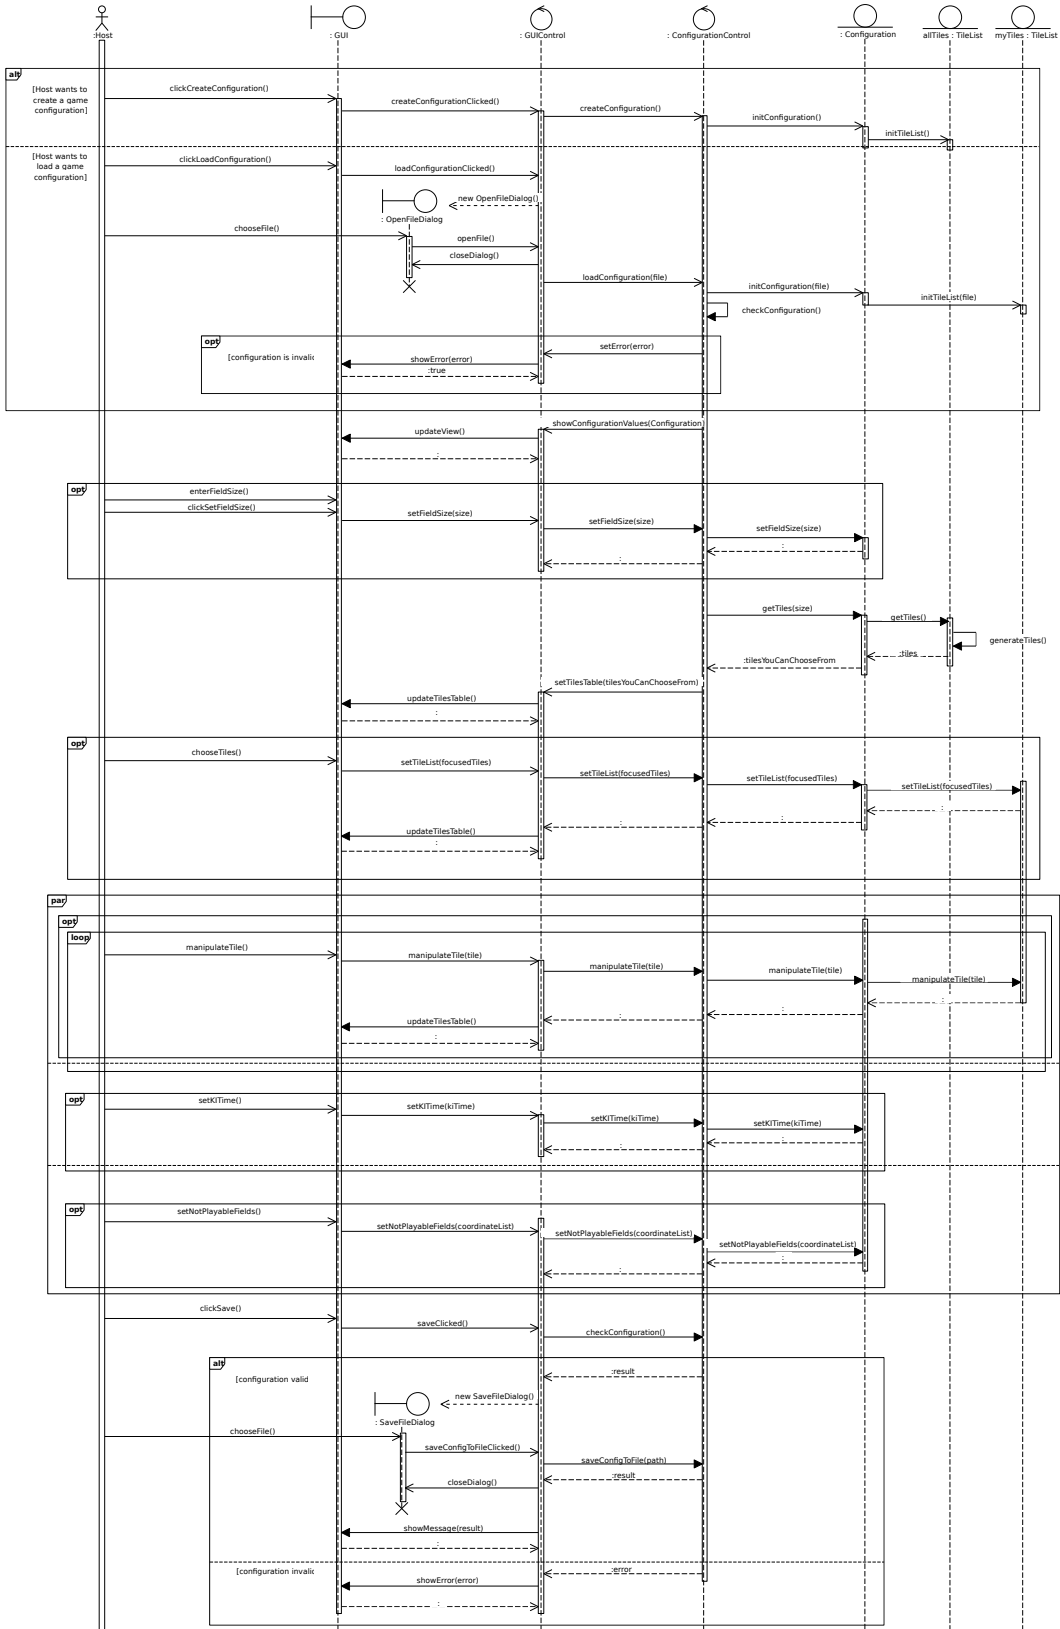 :Host
: GUI
: GUIControl
: ConfigurationControl
: Configuration
allTiles : TileList
myTiles : TileList
alt
[Host wants to
create a game
configuration]
clickCreateConfiguration()
createConfigurationClicked()
createConfiguration()
initConfiguration()
initTileList()
[Host wants to
load a game
configuration]
clickLoadConfiguration()
loadConfigurationClicked()
new OpenFileDialog()
: OpenFileDialog
chooseFile()
openFile()
closeDialog()
loadConfiguration(file)
initConfiguration(file)
initTileList(file)
checkConfiguration()
opt
[configuration is invalid
setError(error)
showError(error)
:true
showConfigurationValues(Configuration
updateView()
:
opt
enterFieldSize()
clickSetFieldSize()
setFieldSize(size)
setFieldSize(size)
setFieldSize(size)
:
:
getTiles(size)
getTiles()
generateTiles()
:tiles
:tilesYouCanChooseFrom
setTilesTable(tilesYouCanChooseFrom)
updateTilesTable()
:
opt
chooseTiles()
setTileList(focusedTiles)
setTileList(focusedTiles)
setTileList(focusedTiles)
setTileList(focusedTiles)
:
:
:
updateTilesTable()
:
par
opt
loop
manipulateTile()
manipulateTile(tile)
manipulateTile(tile)
manipulateTile(tile)
manipulateTile(tile)
:
:
:
updateTilesTable()
:
opt
setKITime()
setKITime(kiTime)
setKITime(kiTime)
setKITime(kiTime)
:
:
opt
setNotPlayableFields()
setNotPlayableFields(coordinateList)
setNotPlayableFields(coordinateList)
setNotPlayableFields(coordinateList)
:
:
clickSave()
saveClicked()
checkConfiguration()
alt
[configuration valid
:result
new SaveFileDialog()
: SaveFileDialog
chooseFile()
saveConfigToFileClicked()
saveConfigToFile(path)
:result
closeDialog()
showMessage(result)
:
[configuration invalid
:error
showError(error)
: